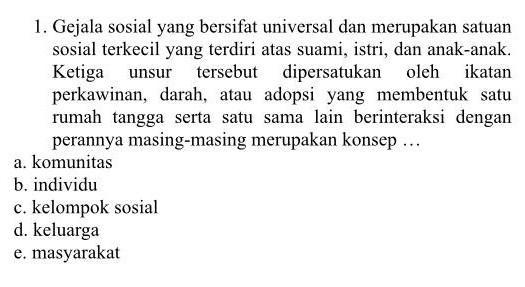 1. Gejala sosial yang bersifat universal dan merupakan satuan
sosial terkecil yang terdiri atas suami, istri, dan anak-anak.
Ketiga unsur tersebut dipersatukan oleh ikatan
perkawinan, darah, atau adopsi yang membentuk satu
rumah tangga serta satu sama lain berinteraksi dengan
perannya masing-masing merupakan konsep …
a. komunitas
b. individu
c. kelompok sosial
d. keluarga
e. masyarakat